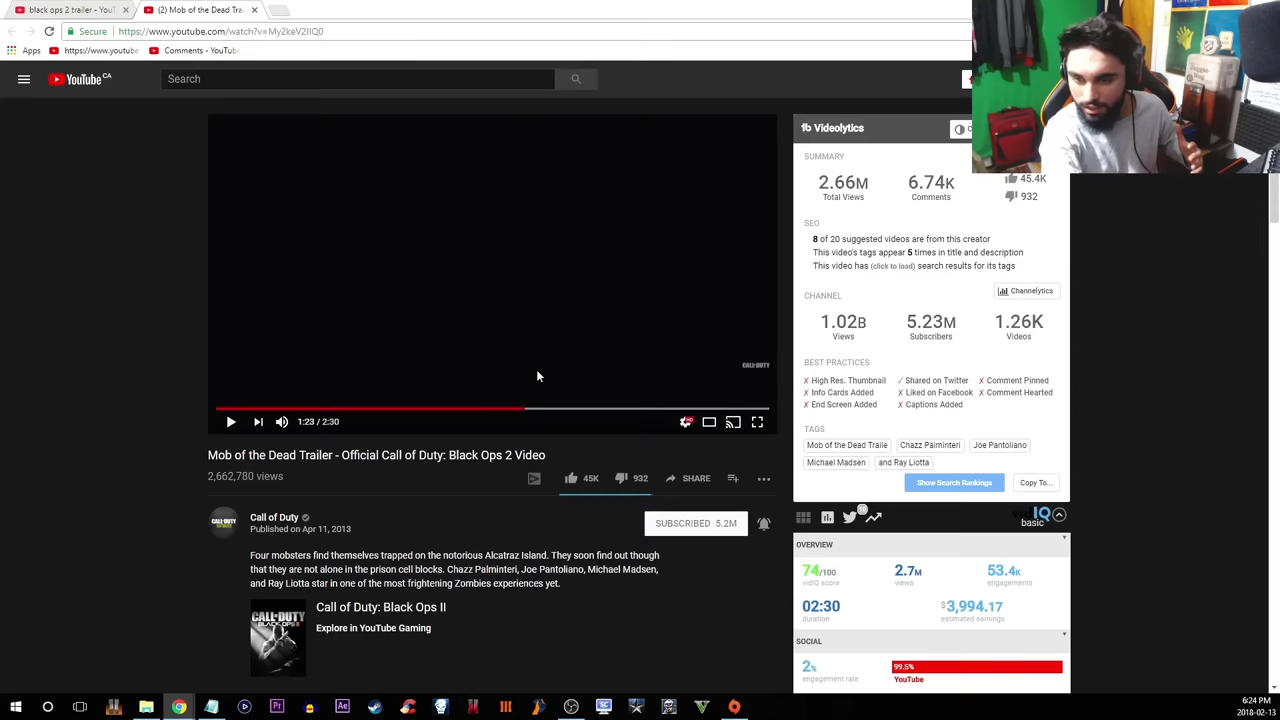 black ops 2 trailer - YouT
(2) Mob of the Dead Trai
Secure
https://www.youtube.com/watch?v=My2keV2IIQ0
Apps
https://www.youtube
Comments - YouTube
YouTube CA
Search
CALL·DUTY
1:23 / 2:30
Mob of the Dead Trailer - Official Call of Duty: Black Ops 2 Video
2,662,780 views
45K
932
SHARE
Call of Duty
Published on Apr 11, 2013
SUBSCRIBED 5.2M
Four mobsters find themselves trapped on the notorious Alcatraz Island. They soon find out though
that they are not alone in the prison cell blocks. Chazz Palminteri, Joe Pantoliano, Michael Madsen,
and Ray Liotta star in one of the most frightening Zombies experiences yet.
CALL·DUTY
BLACK OPS II
Call of Duty: Black Ops II
Explore in YouTube Gaming
tb Videolytics
SUMMARY
2.66M
Total Views
6.74K
Comments
45.4K
932
SEO
8 of 20 suggested videos are from this creator
This video's tags appear 5 times in title and description
This video has (click to load) search results for its tags
CHANNEL
Channelytics
1.02B
Views
5.23M
Subscribers
1.26K
Videos
BEST PRACTICES
✗ High Res. Thumbnail
✓ Shared on Twitter
✗ Comment Pinned
✗ Info Cards Added
✗ Liked on Facebook
✗ Comment Hearted
✗ End Screen Added
✗ Captions Added
TAGS
Mob of the Dead Traile
Chazz Palminteri
Joe Pantoliano
Michael Madsen
and Ray Liotta
Show Search Rankings
Copy To...
10
vidIQ
basic
OVERVIEW
74/100
vidIQ score
2.7M
views
53.4K
engagements
02:30
duration
$3,994.17
estimated earnings
SOCIAL
2%
engagement rate
99.5%
YouTube
6:24 PM
2018-02-13